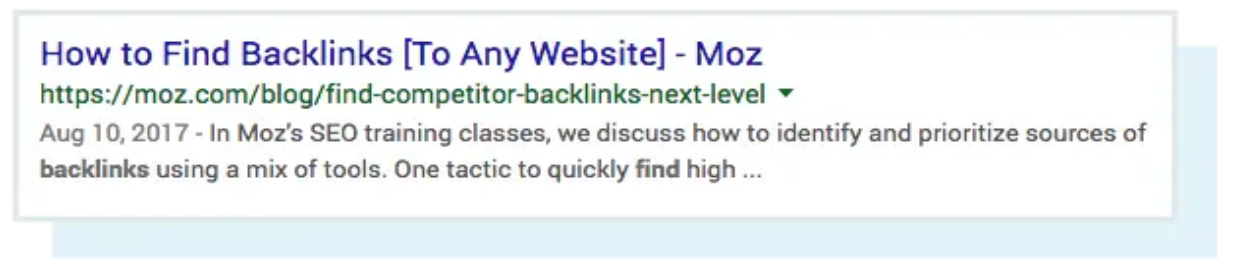 How to Find Backlinks [To Any Website] - Moz
https://moz.com/blog/find-competitor-backlinks-next-level
Aug 10, 2017 - In Moz's SEO training classes, we discuss how to identify and prioritize sources of
backlinks using a mix of tools. One tactic to quickly find high ...